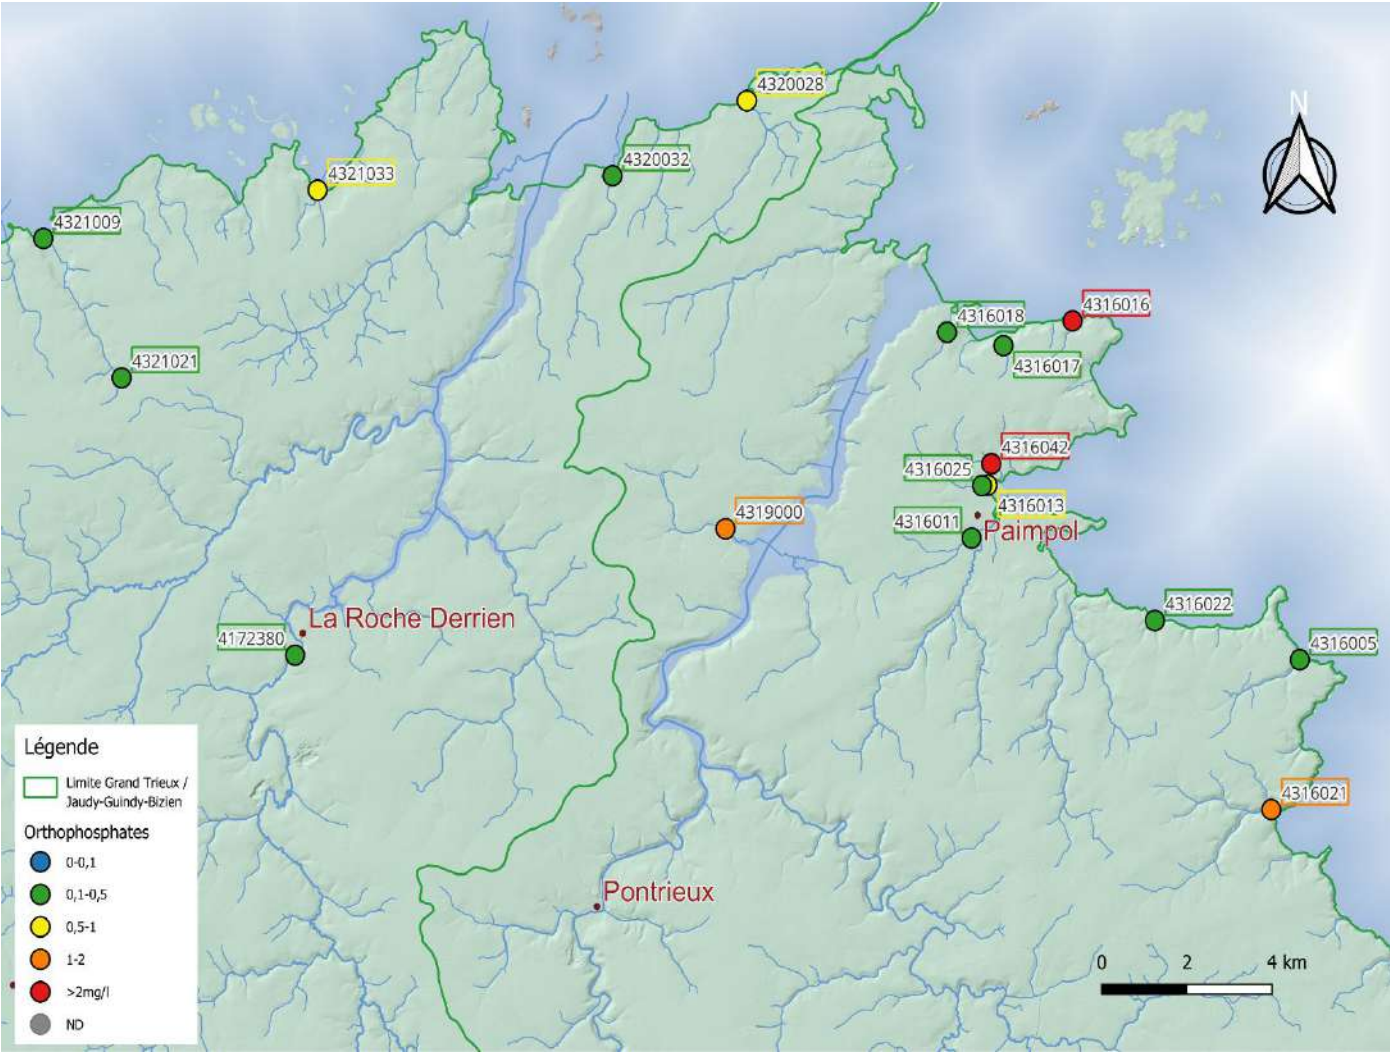 4320028
N
4320032
4321033
4321009
4316016
4316018
4316017
4321021
4316042
4316025
4316013
4319000
4316011
Paimpol
4316022
La Roche Derrien
4172380
4316005
Légende
Limite Grand Trieux /
Jaudy-Guindy-Bizien
Orthophosphates
0-0,1
0,1-0,5
0,5-1
1-2
>2mg/l
ND
4316021
Pontrieux
0 2 4 km